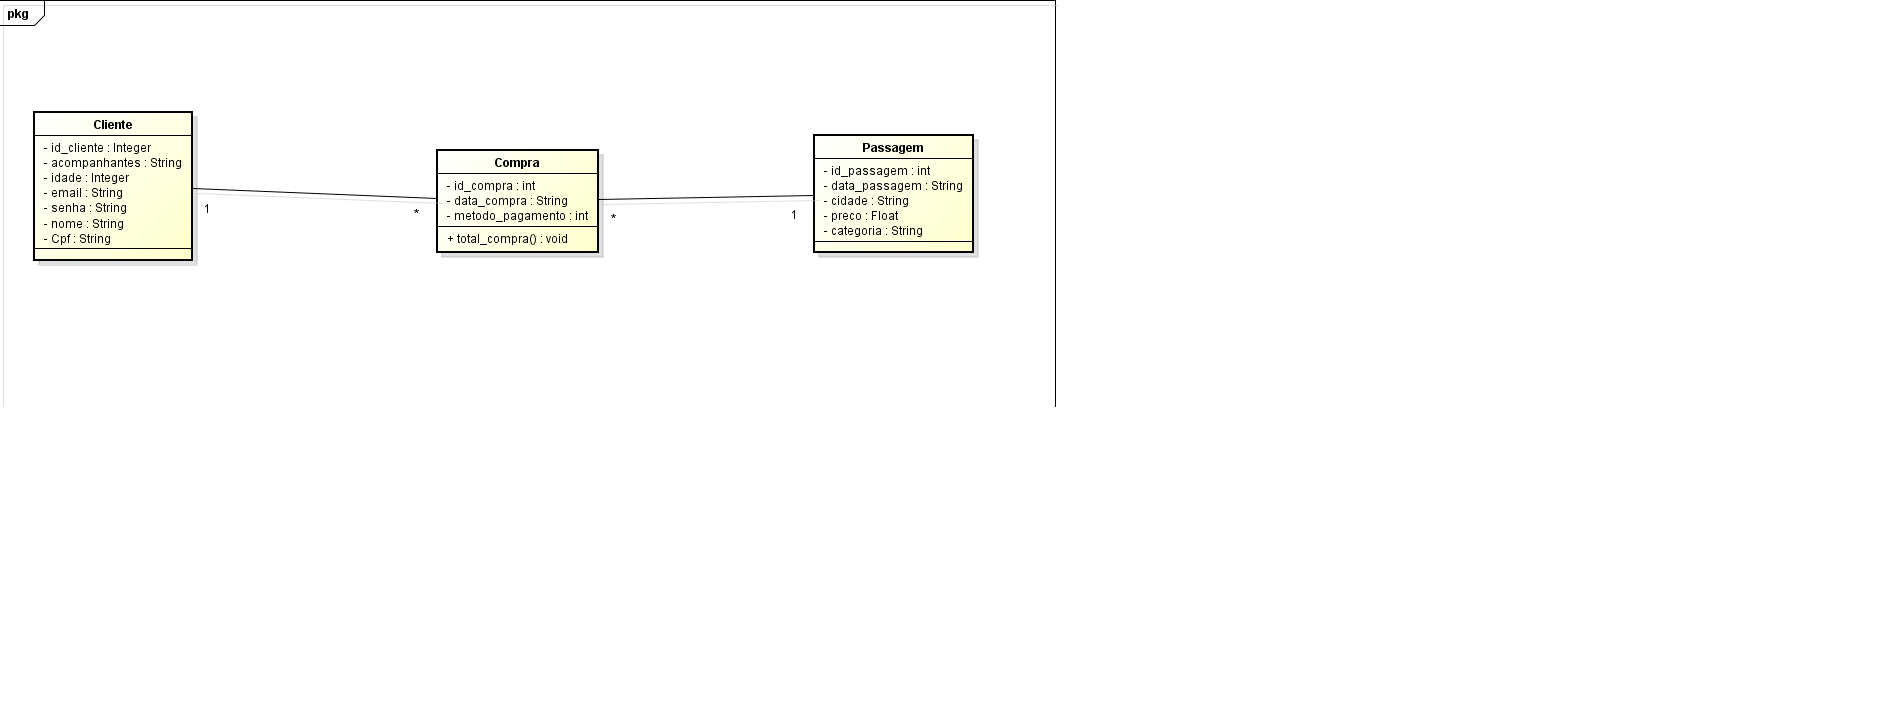 pkg
Cliente
- id_cliente : Integer
- acompanhantes : String
- idade : Integer
- email : String
- senha : String
- nome : String
- Cpf : String
1
*
Compra
- id_compra : int
- data_compra : String
- metodo_pagamento : int
+ total_compra() : void
*
1
Passagem
- id_passagem : int
- data_passagem : String
- cidade : String
- preco : Float
- categoria : String